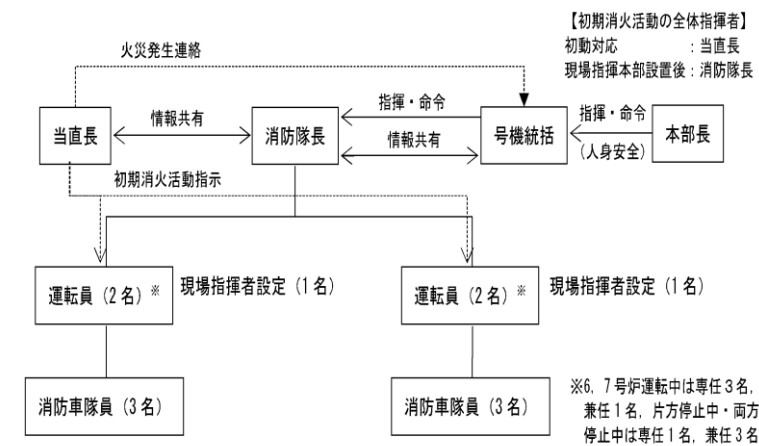 【初期消火活動の全体指揮者】
初動対応　　　　　：当直長
現場指揮本部設置後：消防隊長
火災発生連絡
当直長
情報共有
消防隊長
指揮・命令
情報共有
号機統括
指揮・命令
(人身安全)
本部長
初期消火活動指示
運転員（2名）※
現場指揮者設定（1名）
運転員（2名）※
現場指揮者設定（1名）
消防車隊員（3名）
消防車隊員（3名）
※6，7号炉運転中は専任3名，
兼任1名，片方停止中・両方
停止中は専任1名，兼任3名